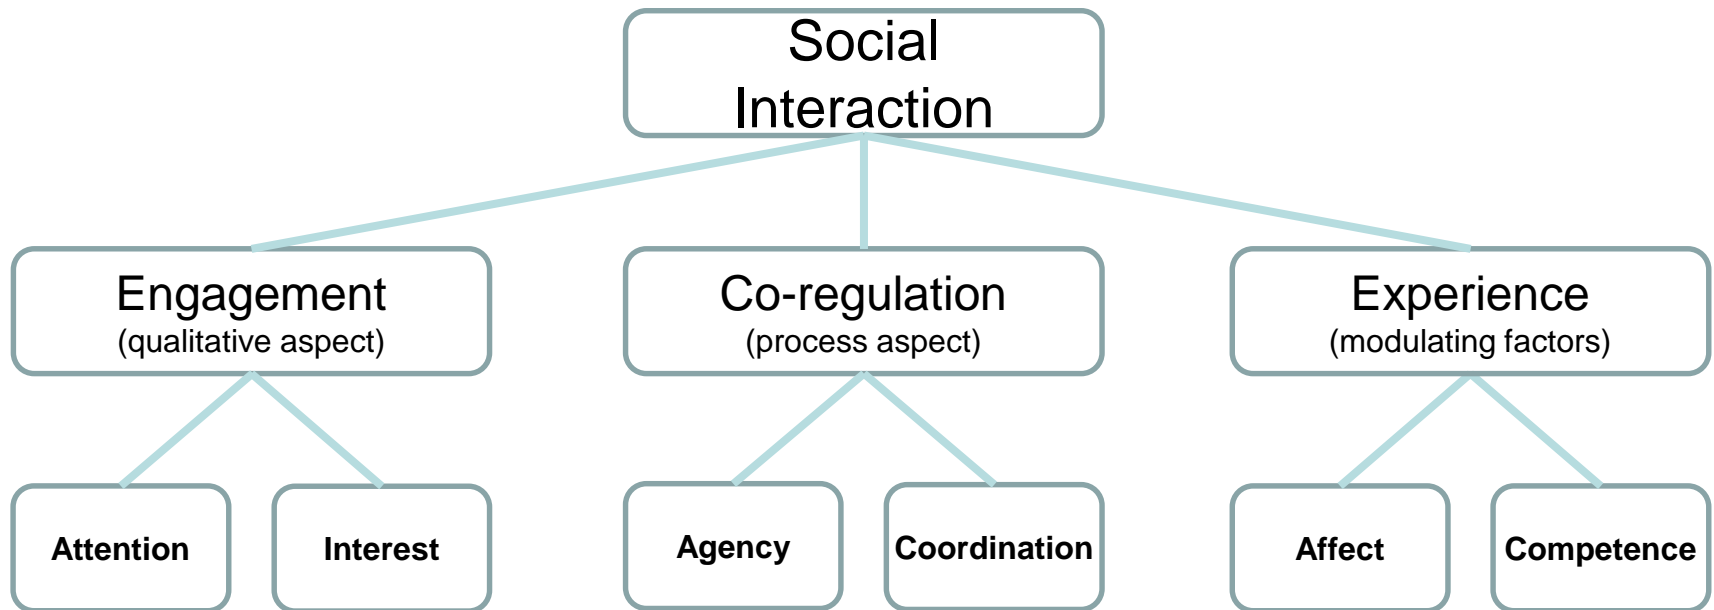 Social
Interaction
Engagement
(qualitative aspect)
Co-regulation
(process aspect)
Experience
(modulating factors)
Attention
Interest
Agency
Coordination
Affect
Competence